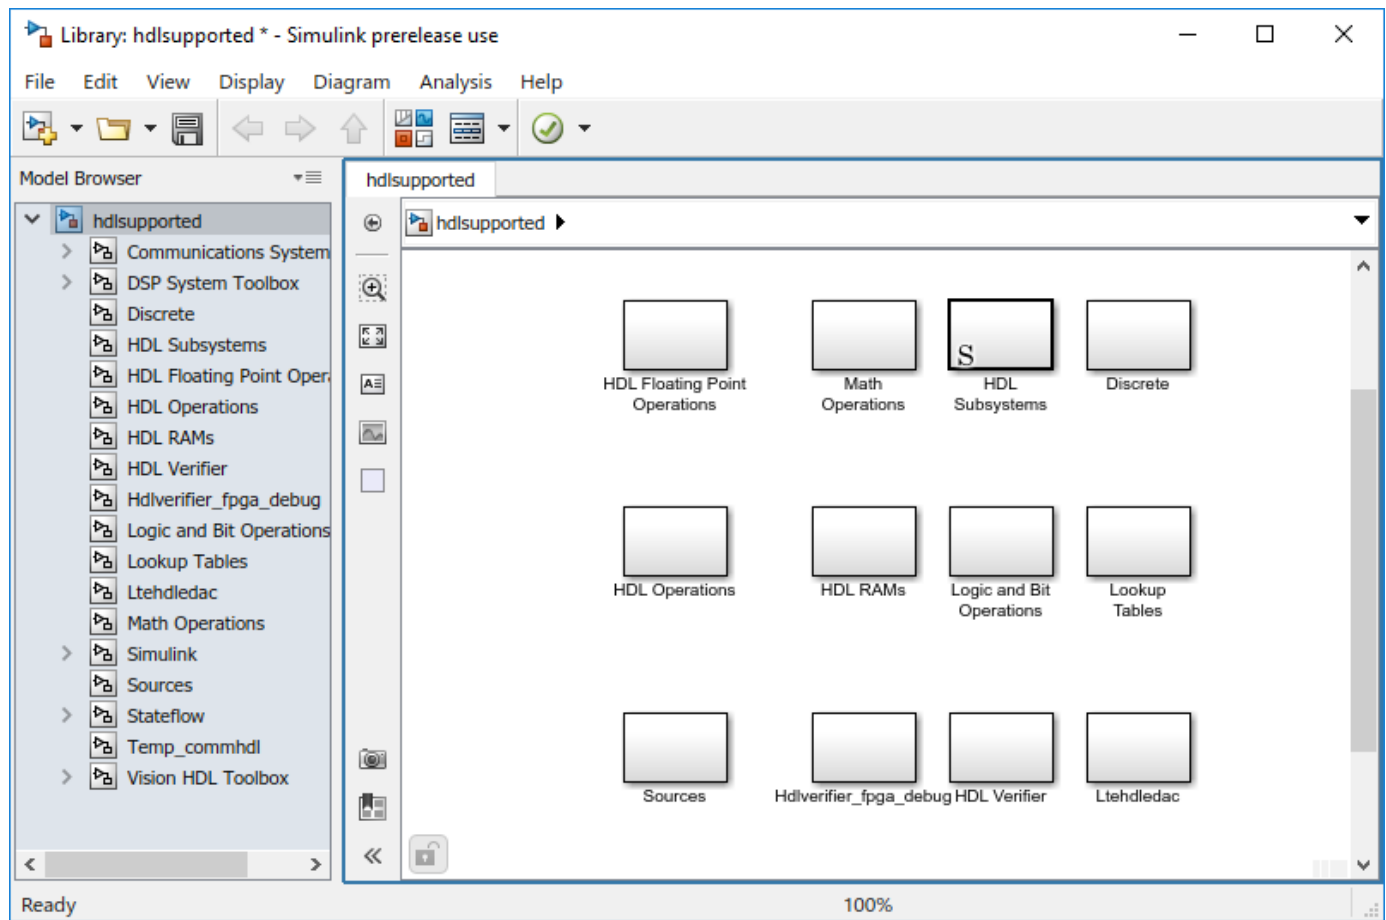 Library: hdlsupported * - Simulink prerelease use
File Edit View Display Diagram Analysis Help
Model Browser
hdlsupported
Communications System
DSP System Toolbox
Discrete
HDL Subsystems
HDL Floating Point Oper
HDL Operations
HDL RAMs
HDL Verifier
Hdlverifier_fpga_debug
Logic and Bit Operations
Lookup Tables
Ltehdledac
Math Operations
Simulink
Sources
Stateflow
Temp_commhdl
Vision HDL Toolbox
hdlsupported
hdlsupported
HDL Floating Point
Operations
Math
Operations
S
HDL
Subsystems
Discrete
HDL Operations
HDL RAMs
Logic and Bit
Operations
Lookup
Tables
Sources
Hdlverifier_fpga_debug
HDL Verifier
Ltehdledac
Ready
100%